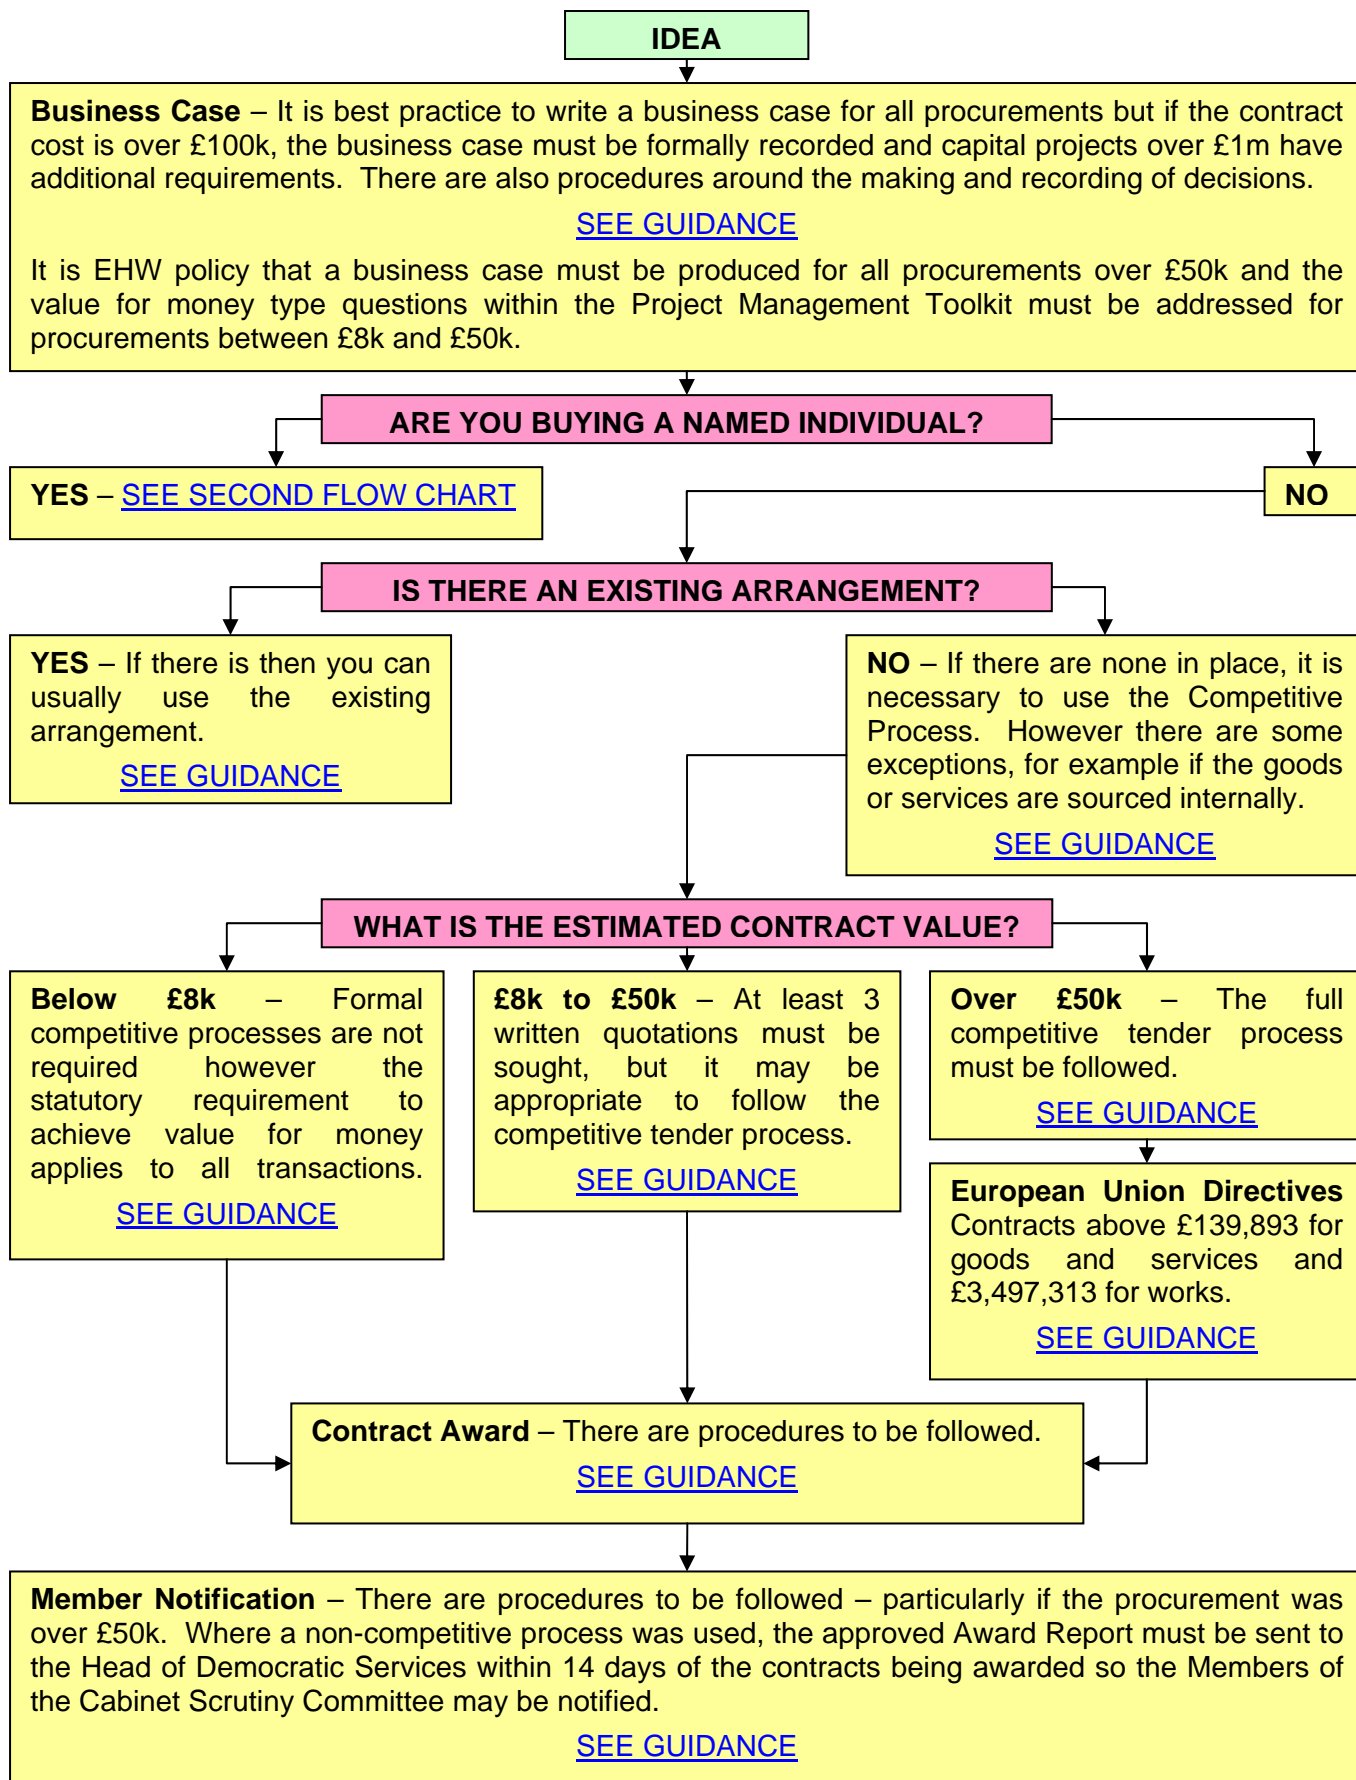 IDEA
Business Case – It is best practice to write a business case for all procurements but if the contract
cost is over £100k, the business case must be formally recorded and capital projects over £1m have
additional requirements. There are also procedures around the making and recording of decisions.
SEE GUIDANCE
It is EHW policy that a business case must be produced for all procurements over £50k and the
value for money type questions within the Project Management Toolkit must be addressed for
procurements between £8k and £50k.
ARE YOU BUYING A NAMED INDIVIDUAL?
YES – SEE SECOND FLOW CHART
NO
IS THERE AN EXISTING ARRANGEMENT?
YES – If there is then you can
usually use the existing
arrangement.
SEE GUIDANCE
NO – If there are none in place, it is
necessary to use the Competitive
Process. However there are some
exceptions, for example if the goods
or services are sourced internally.
SEE GUIDANCE
WHAT IS THE ESTIMATED CONTRACT VALUE?
Below £8k – Formal
competitive processes are not
required however the
statutory requirement to
achieve value for money
applies to all transactions.
SEE GUIDANCE
£8k to £50k – At least 3
written quotations must be
sought, but it may be
appropriate to follow the
competitive tender process.
SEE GUIDANCE
Over £50k – The full
competitive tender process
must be followed.
SEE GUIDANCE
European Union Directives
Contracts above £139,893 for
goods and services and
£3,497,313 for works.
SEE GUIDANCE
Contract Award – There are procedures to be followed.
SEE GUIDANCE
Member Notification – There are procedures to be followed – particularly if the procurement was
over £50k. Where a non-competitive process was used, the approved Award Report must be sent to
the Head of Democratic Services within 14 days of the contracts being awarded so the Members of
the Cabinet Scrutiny Committee may be notified.
SEE GUIDANCE